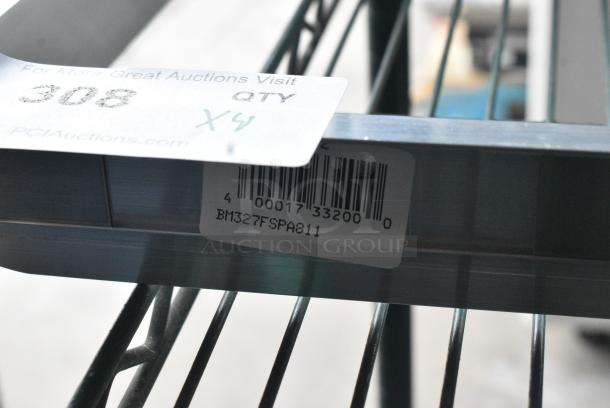 For More Great Auctions Visit
308 QTY
X4
PCIAuctions.com
4 00017 33200 0
BM327FSPA811
pci
AUCTION GROUP